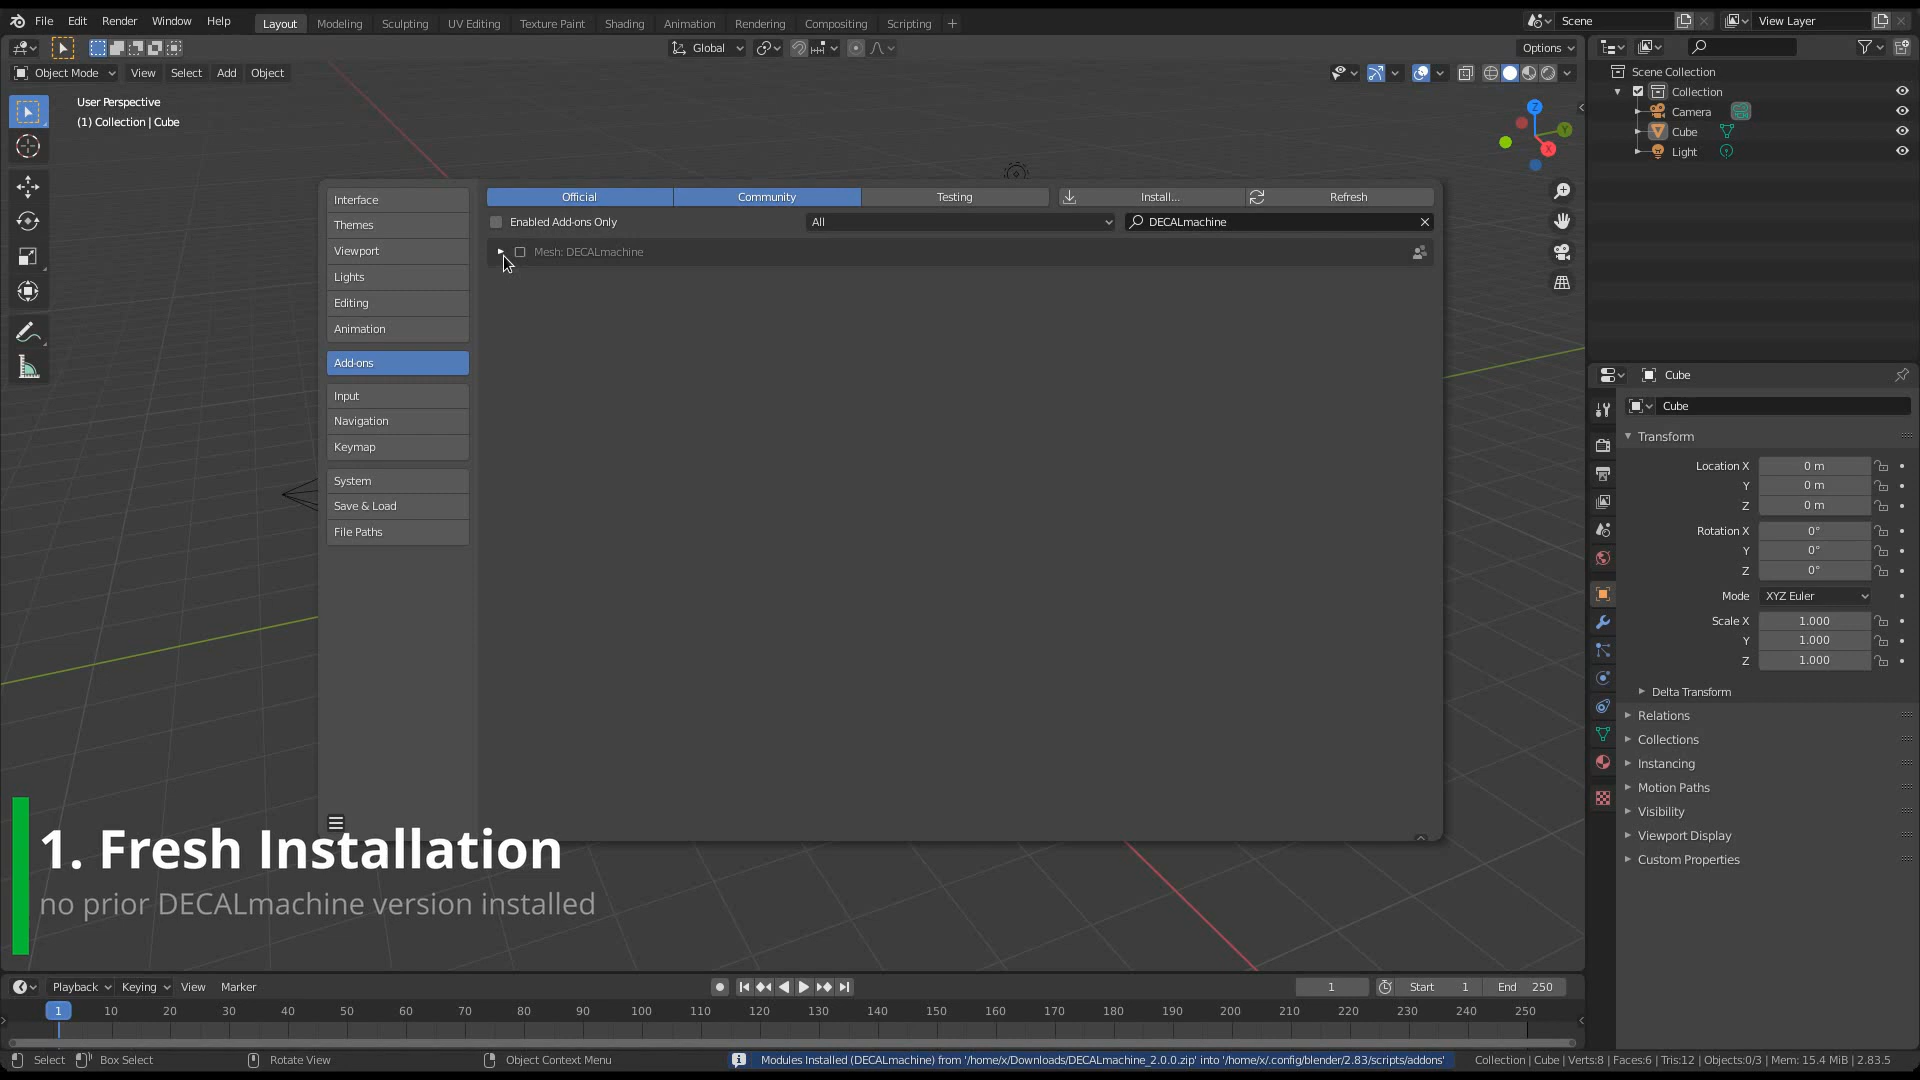 File Edit Render Window Help Layout Modeling Sculpting UV Editing Texture Paint Shading Animation Rendering Compositing Scripting + Scene View Layer
Global Options
Object Mode View Select Add Object
User Perspective
(1) Collection | Cube
Z
Y
X
Interface
Themes
Viewport
Lights
Editing
Animation
Add-ons
Input
Navigation
Keymap
System
Save & Load
File Paths
Official Community Testing Install... Refresh
Enabled Add-ons Only All DECALmachine
Mesh: DECALmachine
1. Fresh Installation
no prior DECALmachine version installed
Scene Collection
Collection
Camera
Cube
Light
Cube
Cube
Transform
Location X 0 m
Y 0 m
Z 0 m
Rotation X 0°
Y 0°
Z 0°
Mode XYZ Euler
Scale X 1.000
Y 1.000
Z 1.000
Delta Transform
Relations
Collections
Instancing
Motion Paths
Visibility
Viewport Display
Custom Properties
Playback Keying View Marker 1 Start 1 End 250
1 10 20 30 40 50 60 70 80 90 100 110 120 130 140 150 160 170 180 190 200 210 220 230 240 250
Select Box Select Rotate View Object Context Menu Modules Installed (DECALmachine) from '/home/x/Downloads/DECALmachine_2.0.0.zip' into '/home/x/.config/blender/2.83/scripts/addons' Collection | Cube | Verts:8 | Faces:6 | Tris:12 | Objects:0/3 | Mem: 15.4 MiB | 2.83.5